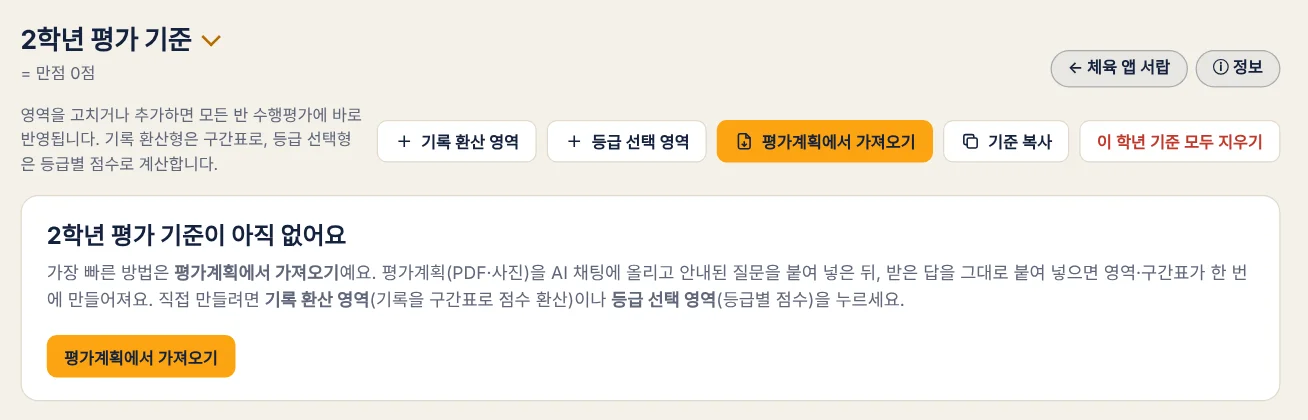 2학년 평가 기준
= 만점 0점
← 체육 앱 서랍
정보
영역을 고치거나 추가하면 모든 반 수행평가에 바로
반영됩니다. 기록 환산형은 구간표로, 등급 선택형
은 등급별 점수로 계산합니다.
+ 기록 환산 영역
+ 등급 선택 영역
평가계획에서 가져오기
기준 복사
이 학년 기준 모두 지우기
2학년 평가 기준이 아직 없어요
가장 빠른 방법은 평가계획에서 가져오기예요. 평가계획(PDF·사진)을 AI 채팅에 올리고 안내된 질문을 붙여 넣은 뒤, 받은 답을 그대로 붙여 넣으면 영역·구간표가 한 번
에 만들어져요. 직접 만들려면 기록 환산 영역(기록을 구간표로 점수 환산)이나 등급 선택 영역(등급별 점수)을 누르세요.
평가계획에서 가져오기